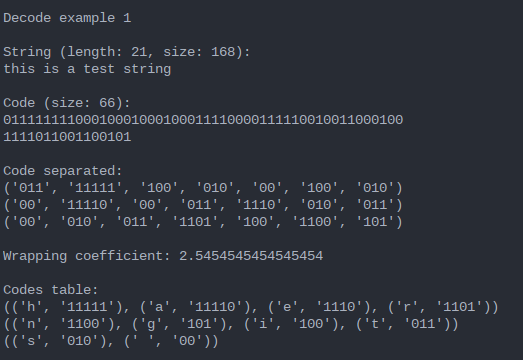 Decode example 1
String (length: 21, size: 168):
this is a test string
Code (size: 66):
01111111100010001000100011110000111110010011000100
1111011001100101
Code separated:
('011', '11111', '100', '010', '00', '100', '010')
('00', '11110', '00', '011', '1110', '010', '011')
('00', '010', '011', '1101', '100', '1100', '101')
Wrapping coefficient: 2.5454545454545454
Codes table:
(('h', '11111'), ('a', '11110'), ('e', '1110'), ('r', '1101'))
(('n', '1100'), ('g', '101'), ('i', '100'), ('t', '011'))
(('s', '010'), (' ', '00'))